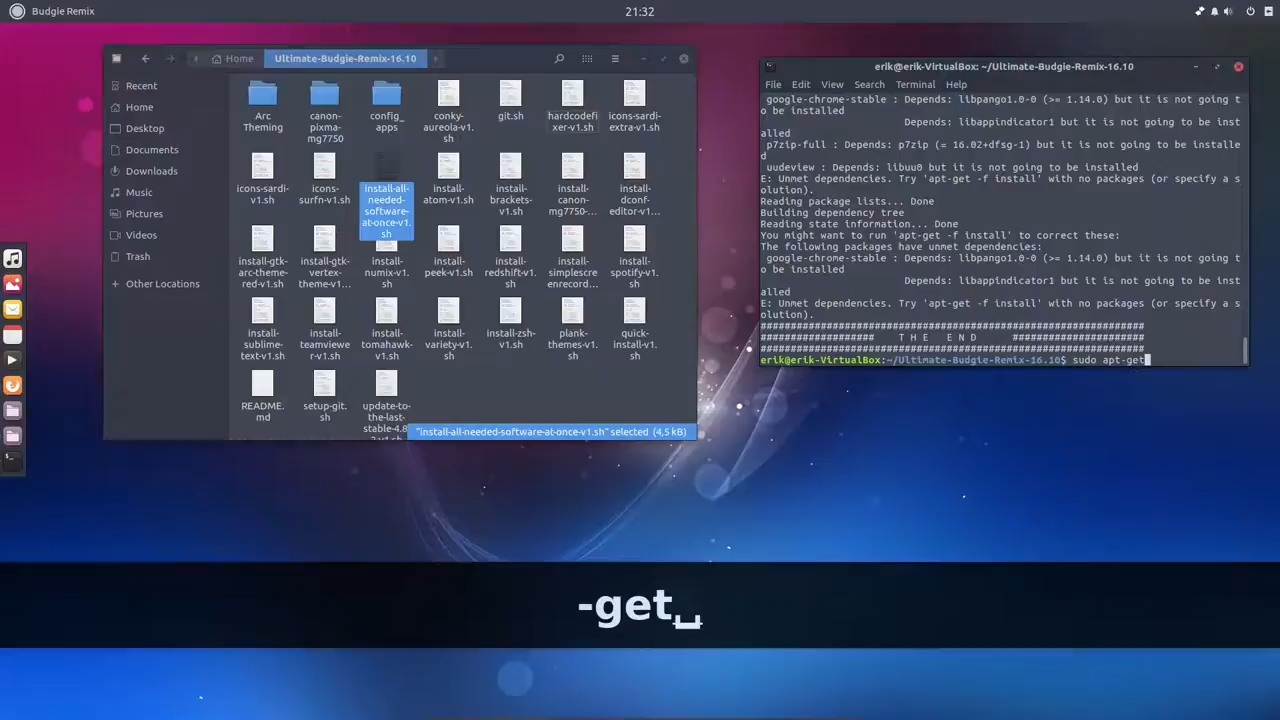 Budgie Remix
21:32
Home
Ultimate-Budgie-Remix-16.10
Recent
Home
Desktop
Documents
Downloads
Music
Pictures
Videos
Trash
Other Locations
Arc
Theming
canon-
pixma-
mg7750
config_
apps
conky-
aureola-v1.
sh
git.sh
hardcodefi
xer-v1.sh
icons-sardi-
extra-v1.sh
icons-sardi-
v1.sh
icons-
surfn-v1.sh
install-all-
needed-
software-
at-once-v1.
sh
install-
atom-v1.sh
install-
brackets-
v1.sh
install-
canon-
mg7750-...
install-
dconf-
editor-v1...
install-gtk-
arc-theme-
red-v1.sh
install-gtk-
vertex-
theme-v1...
install-
numix-v1.
sh
install-
peek-v1.sh
install-
redshift-v1.
sh
install-
simplescre
enrecord...
install-
spotify-v1.
sh
install-
sublime-
text-v1.sh
install-
teamviewe
r-v1.sh
install-
tomahawk-
v1.sh
install-
variety-v1.
sh
install-zsh-
v1.sh
plank-
themes-v1.
sh
quick-
install-v1.
sh
README.
md
setup-git.
sh
update-to-
the-last-
stable-4.8
"install-all-needed-software-at-once-v1.sh" selected (4,5 kB)
erik@erik-VirtualBox: ~/Ultimate-Budgie-Remix-16.10
File Edit View Search Terminal Help
google-chrome-stable : Depends: libpango1.0-0 (>= 1.14.0) but it is not going t
o be installed
Depends: libappindicator1 but it is not going to be inst
alled
p7zip-full : Depends: p7zip (= 16.02+dfsg-1) but it is not going to be installe
d
uudeview : Depends: libuu0 but it is not going to be installed
E: Unmet dependencies. Try 'apt-get -f install' with no packages (or specify a s
olution).
Reading package lists... Done
Building dependency tree
Reading state information... Done
You might want to run 'apt-get -f install' to correct these:
The following packages have unmet dependencies:
google-chrome-stable : Depends: libpango1.0-0 (>= 1.14.0) but it is not going t
o be installed
Depends: libappindicator1 but it is not going to be inst
alled
E: Unmet dependencies. Try 'apt-get -f install' with no packages (or specify a s
olution).
################################################################
################### T H E   E N D ######################
################################################################
erik@erik-VirtualBox:~/Ultimate-Budgie-Remix-16.10$ sudo apt-get
-get␣